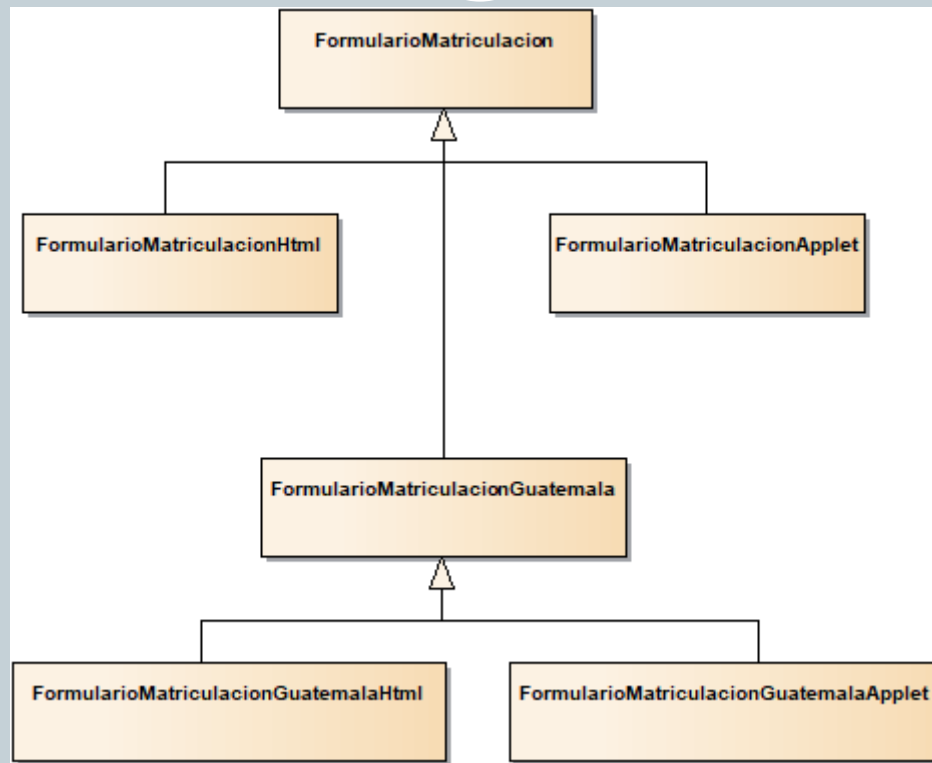 FormularioMatriculacion
FormularioMatriculacionHtml
FormularioMatriculacionApplet
FormularioMatriculacionGuatemala
FormularioMatriculacionGuatemalaHtml
FormularioMatriculacionGuatemalaApplet